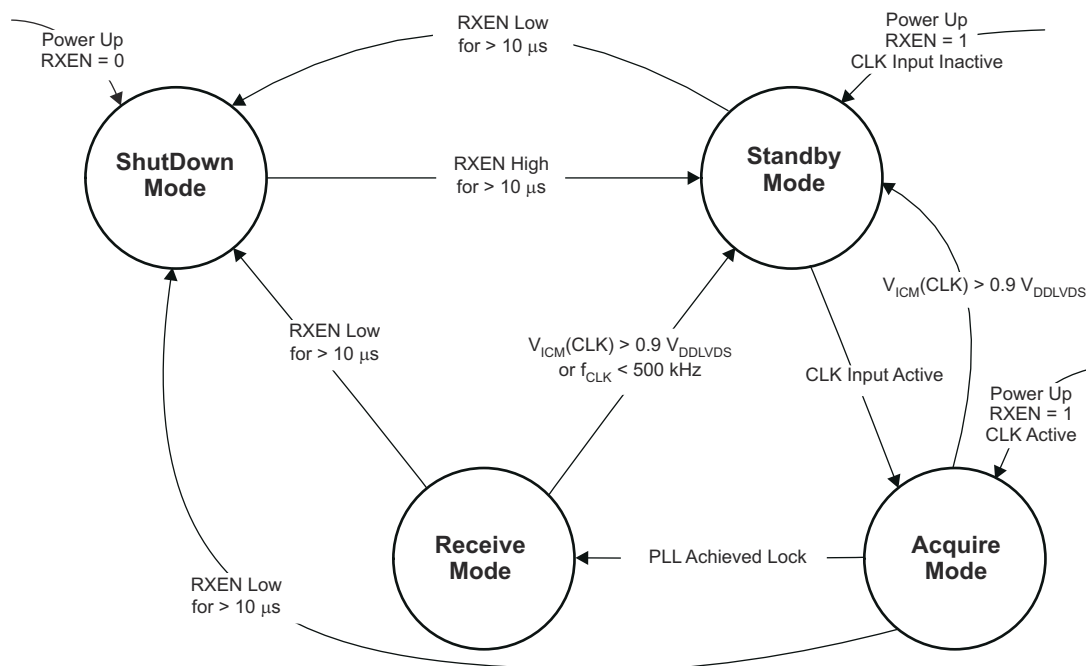 Power Up
RXEN = 0
RXEN Low
for > 10 μs
Power Up
RXEN = 1
CLK Input Inactive
ShutDown
Mode
RXEN High
for > 10 μs
Standby
Mode
RXEN Low
for > 10 μs
V_ICM(CLK) > 0.9 V_DDLVDS
or f_CLK < 500 kHz
V_ICM(CLK) > 0.9 V_DDLVDS
CLK Input Active
Power Up
RXEN = 1
CLK Active
Receive
Mode
PLL Achieved Lock
Acquire
Mode
RXEN Low
for > 10 μs